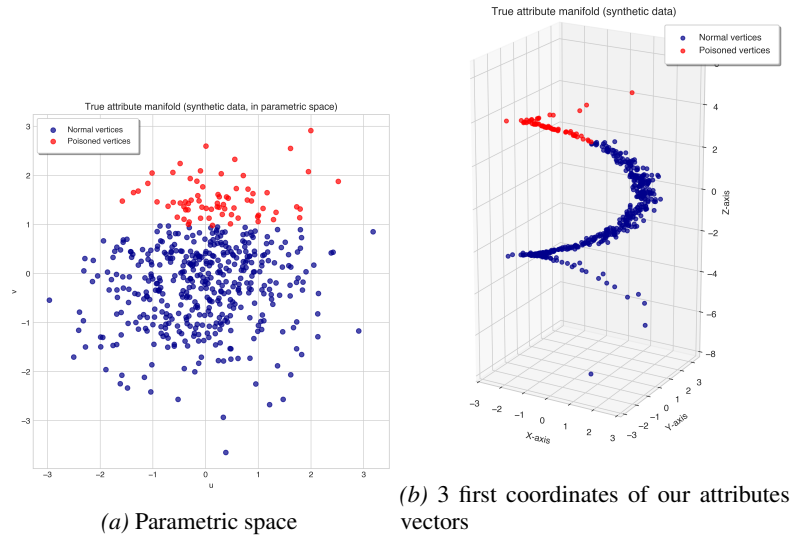 True attribute manifold (synthetic data, in parametric space)
Normal vertices
Poisoned vertices
3
2
1
0
−1
−2
−3
v
−3 −2 −1 0 1 2 3
u
(a) Parametric space
True attribute manifold (synthetic data)
Normal vertices
Poisoned vertices
4
2
0
−2
−4
−6
−8
Z-axis
−3 −2 −1 0 1 2 3
X-axis
−3 −2 −1 0 1 2 3
Y-axis
(b) 3 first coordinates of our attributes
vectors